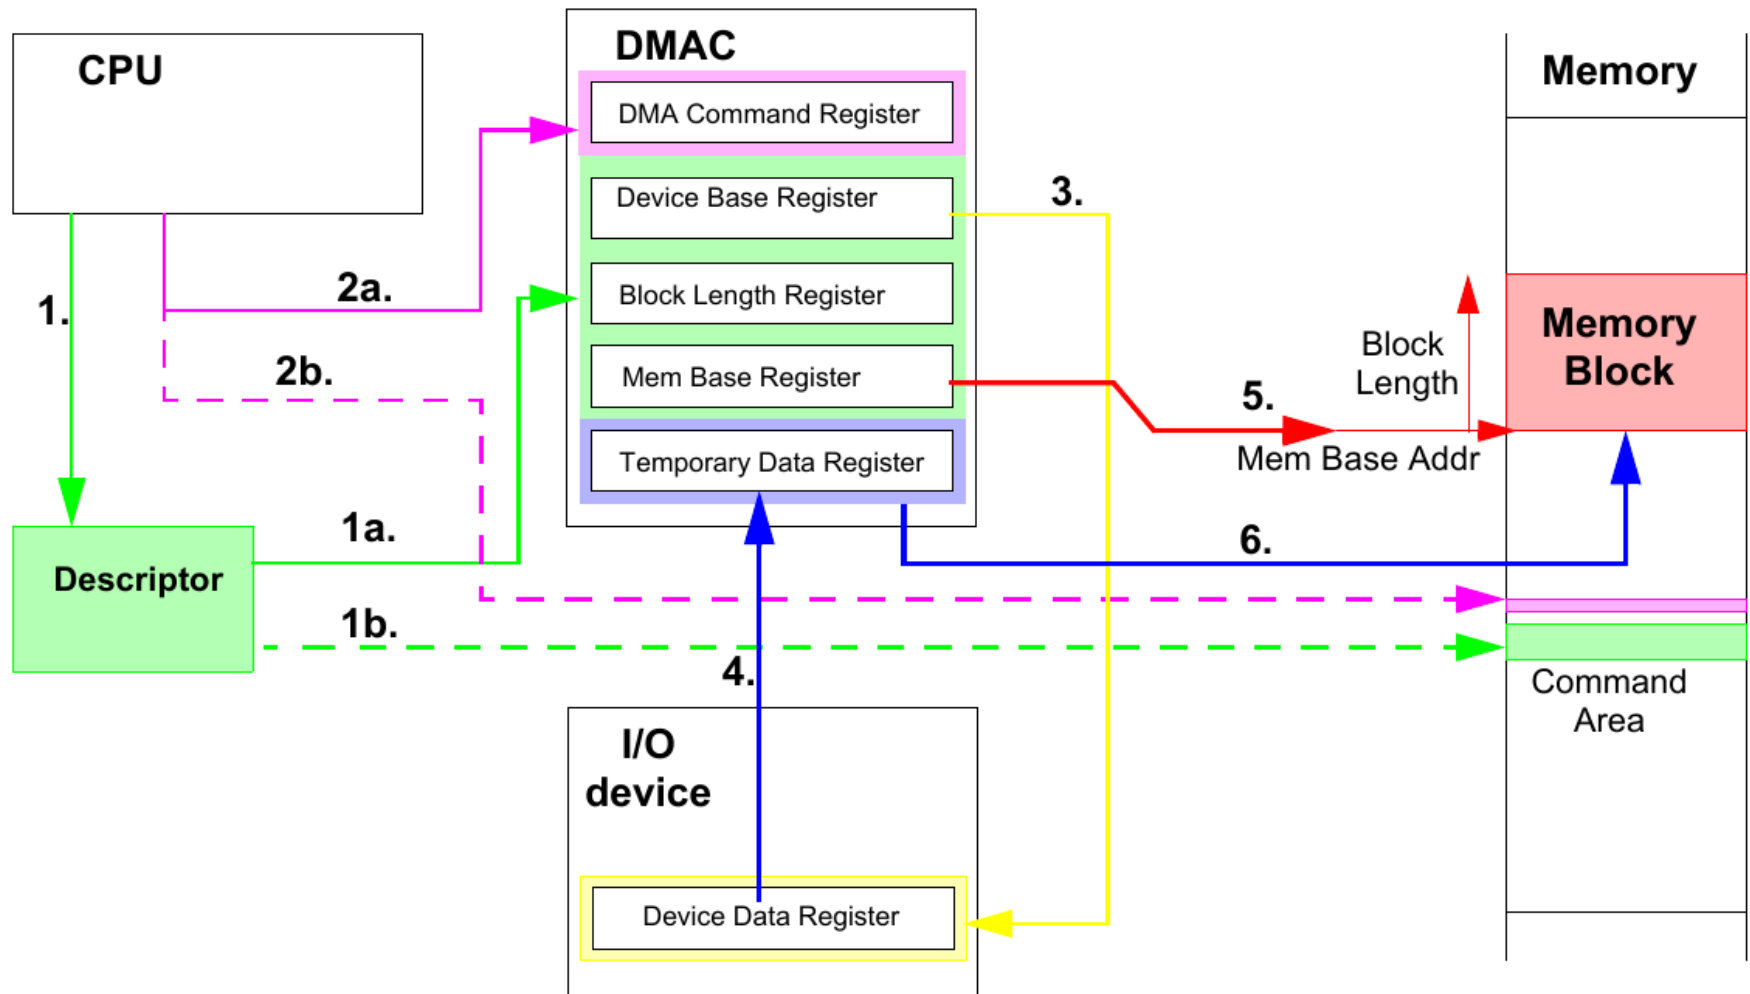 CPU
DMAC
DMA Command Register
Device Base Register
Block Length Register
Mem Base Register
Temporary Data Register
Memory
Memory
Block
Block
Length
Mem Base Addr
Command
Area
Descriptor
I/O
device
Device Data Register
1.
1a.
1b.
2a.
2b.
3.
4.
5.
6.